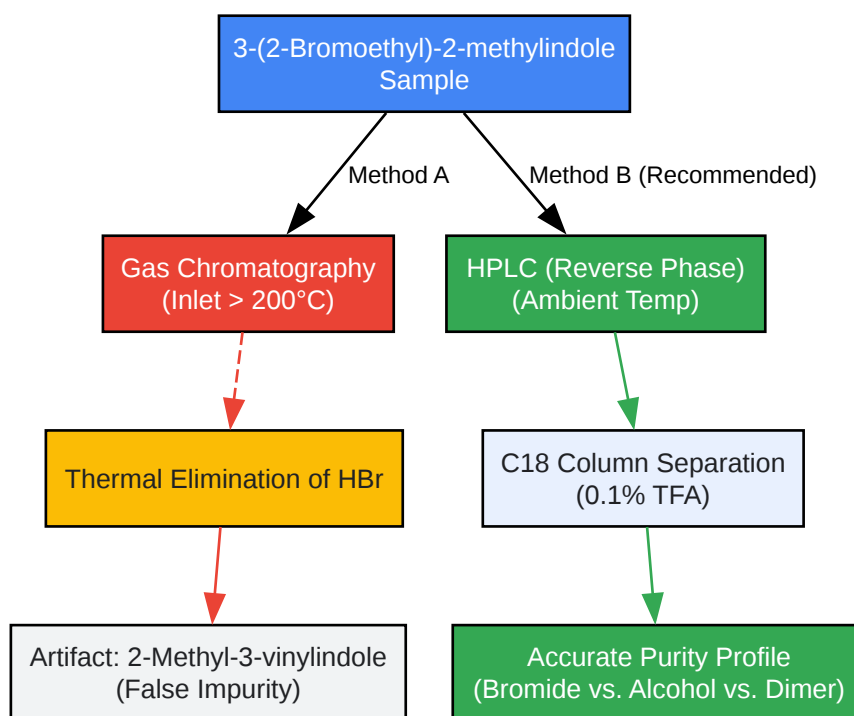 3-(2-Bromoethyl)-2-methylindole
Sample
Method A
Method B (Recommended)
Gas Chromatography
(Inlet > 200°C)
HPLC (Reverse Phase)
(Ambient Temp)
Thermal Elimination of HBr
C18 Column Separation
(0.1% TFA)
Artifact: 2-Methyl-3-vinylindole
(False Impurity)
Accurate Purity Profile
(Bromide vs. Alcohol vs. Dimer)